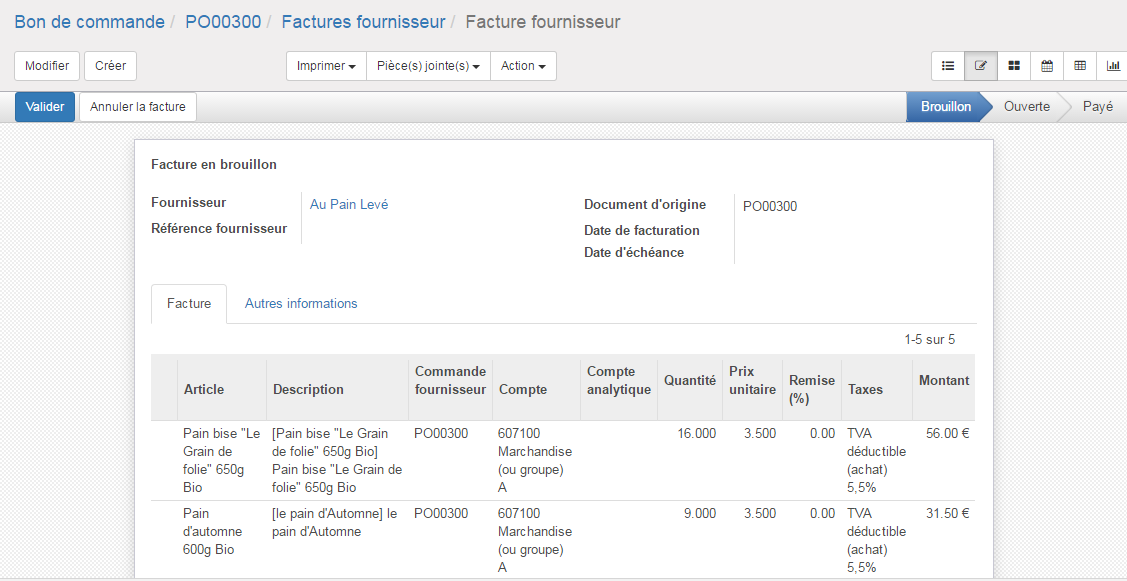 Bon de commande / PO00300 / Factures fournisseur / Facture fournisseur
Modifier Créer Imprimer Pièce(s) jointe(s) Action
Valider Annuler la facture Brouillon Ouverte Payé
Facture en brouillon
Fournisseur Au Pain Levé
Référence fournisseur
Document d'origine PO00300
Date de facturation
Date d'échéance
Facture Autres informations
1-5 sur 5
Article Description Commande fournisseur Compte Compte analytique Quantité Prix unitaire Remise (%) Taxes Montant
Pain bise "Le [Pain bise "Le Grain PO00300 607100 16.000 3.500 0.00 TVA 56.00 €
Grain de de folie" 650g Bio] Marchandise déductible
folie" 650g Pain bise "Le Grain de (ou groupe) (achat)
Bio folie" 650g Bio A 5,5%
Pain [le pain d'Automne] le PO00300 607100 9.000 3.500 0.00 TVA 31.50 €
d'automne pain d'Automne Marchandise déductible
600g Bio (ou groupe) (achat)
A 5,5%